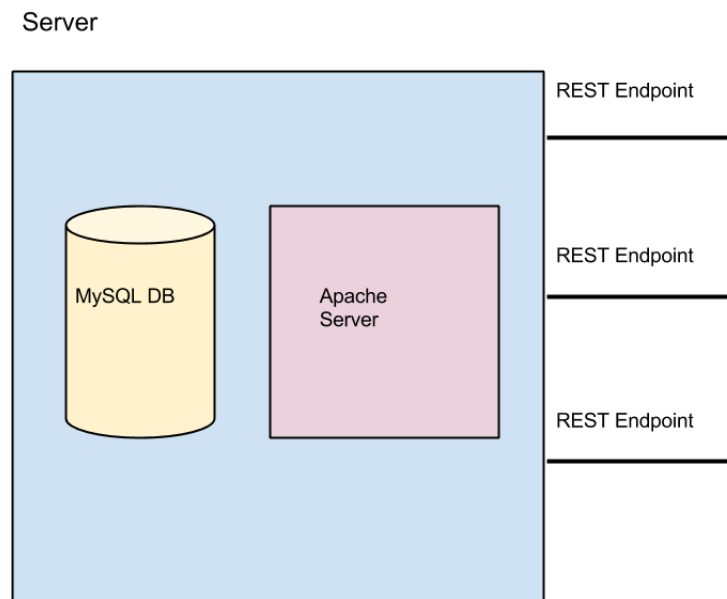 Server
REST Endpoint
REST Endpoint
MySQL DB
Apache
Server
REST Endpoint